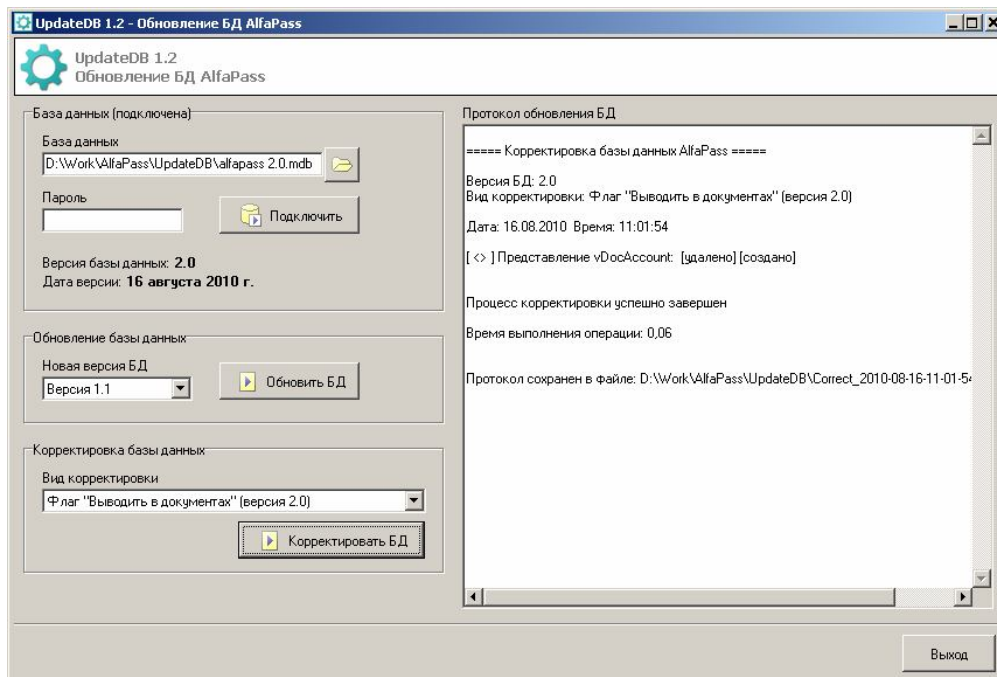 UpdateDB 1.2 - Обновление БД AlfaPass
UpdateDB 1.2
Обновление БД AlfaPass
База данных (подключена)
База данных
D:\Work\AlfaPass\UpdateDB\alfapass 2.0.mdb
Пароль
Подключить
Версия базы данных: 2.0
Дата версии: 16 августа 2010 г.
Обновление базы данных
Новая версия БД
Версия 1.1
Обновить БД
Корректировка базы данных
Вид корректировки
Флаг "Выводить в документах" (версия 2.0)
Корректировать БД
Протокол обновления БД
===== Корректировка базы данных AlfaPass =====
Версия БД: 2.0
Вид корректировки: Флаг "Выводить в документах" (версия 2.0)
Дата: 16.08.2010 Время: 11:01:54
[ <> ] Представление vDocAccount: [удалено] [создано]
Процесс корректировки успешно завершен
Время выполнения операции: 0,06
Протокол сохранен в файле: D:\Work\AlfaPass\UpdateDB\Correct_2010-08-16-11-01-54
Выход